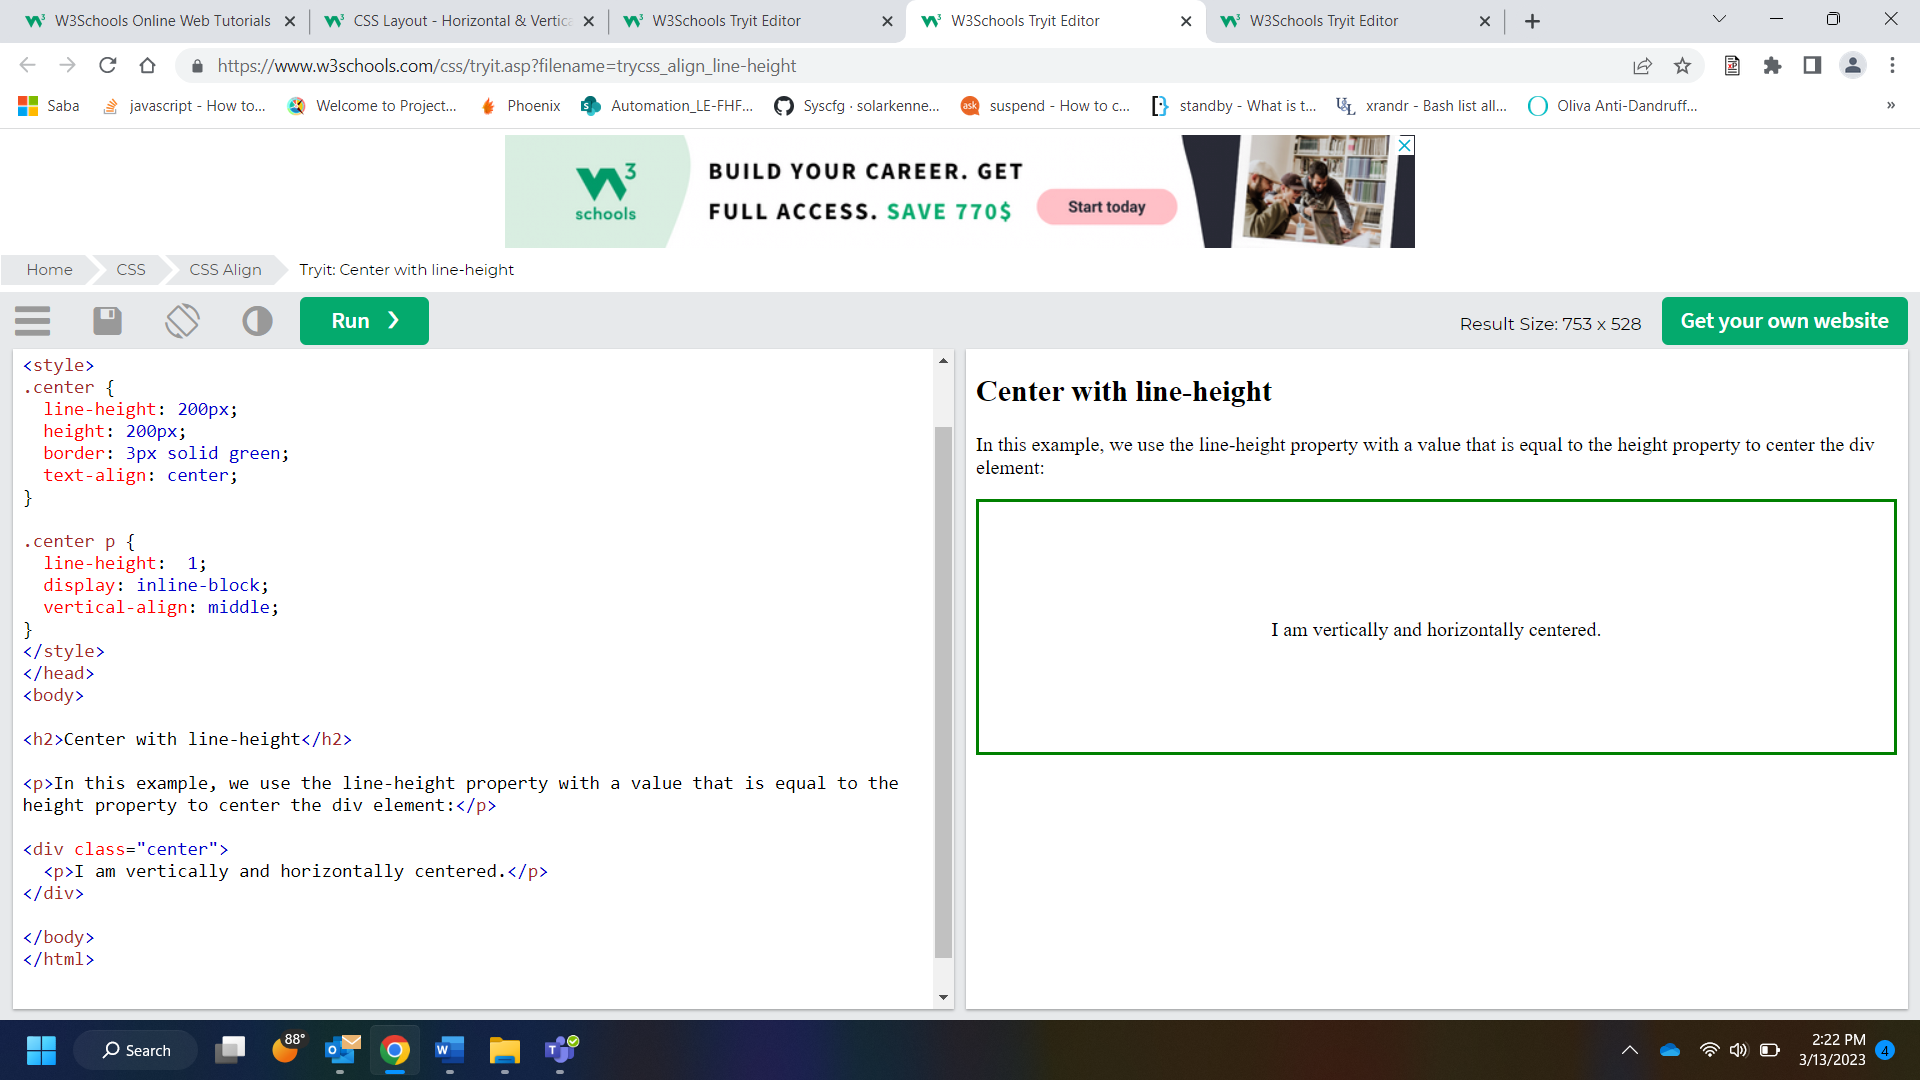 W3Schools Online Web Tutorials
CSS Layout - Horizontal & Vertica
W3Schools Tryit Editor
W3Schools Tryit Editor
W3Schools Tryit Editor
https://www.w3schools.com/css/tryit.asp?filename=trycss_align_line-height
Saba
javascript - How to...
Welcome to Project...
Phoenix
Automation_LE-FHF...
Syscfg · solarkenne...
ask
suspend - How to c...
standby - What is t...
xrandr - Bash list all...
Oliva Anti-Dandruff...
»
3
schools
BUILD YOUR CAREER. GET
FULL ACCESS. SAVE 770$
Start today
Home
CSS
CSS Align
Tryit: Center with line-height
Run ❯
Result Size: 753 x 528
Get your own website
<style>
.center {
  line-height: 200px;
  height: 200px;
  border: 3px solid green;
  text-align: center;
}
.center p {
  line-height:  1;
  display: inline-block;
  vertical-align: middle;
}
</style>
</head>
<body>
<h2>Center with line-height</h2>
<p>In this example, we use the line-height property with a value that is equal to the
height property to center the div element:</p>
<div class="center">
  <p>I am vertically and horizontally centered.</p>
</div>
</body>
</html>
Center with line-height
In this example, we use the line-height property with a value that is equal to the height property to center the div
element:
I am vertically and horizontally centered.
Search
88°
2:22 PM
3/13/2023
4